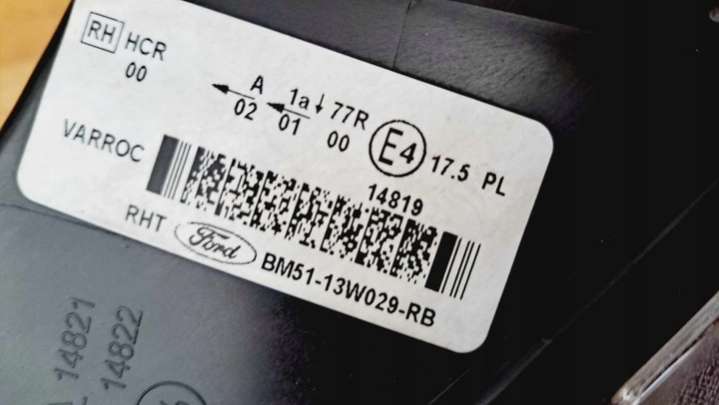 RH HCR
00
A 1a 77R
02 01 00
E4 17.5 PL
14819
VARROC
RHT Ford BM51-13W029-RB
14821
14822